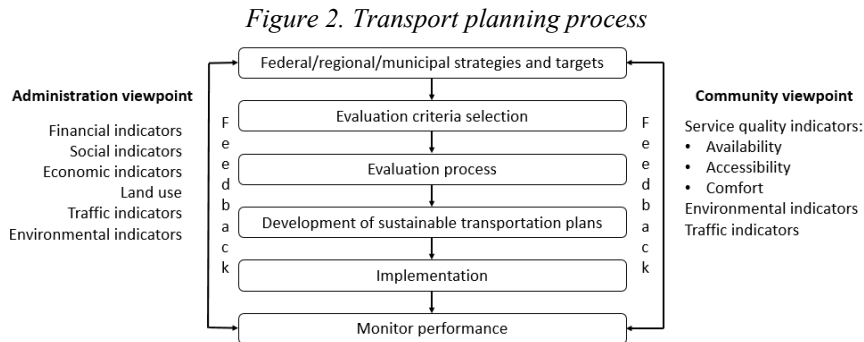 Figure 2. Transport planning process
Federal/regional/municipal strategies and targets
Administration viewpoint
Financial indicators
Social indicators
Economic indicators
Land use
Traffic indicators
Environmental indicators
Feedback
Evaluation criteria selection
Evaluation process
Development of sustainable transportation plans
Implementation
Monitor performance
Feedback
Community viewpoint
Service quality indicators:
• Availability
• Accessibility
• Comfort
Environmental indicators
Traffic indicators